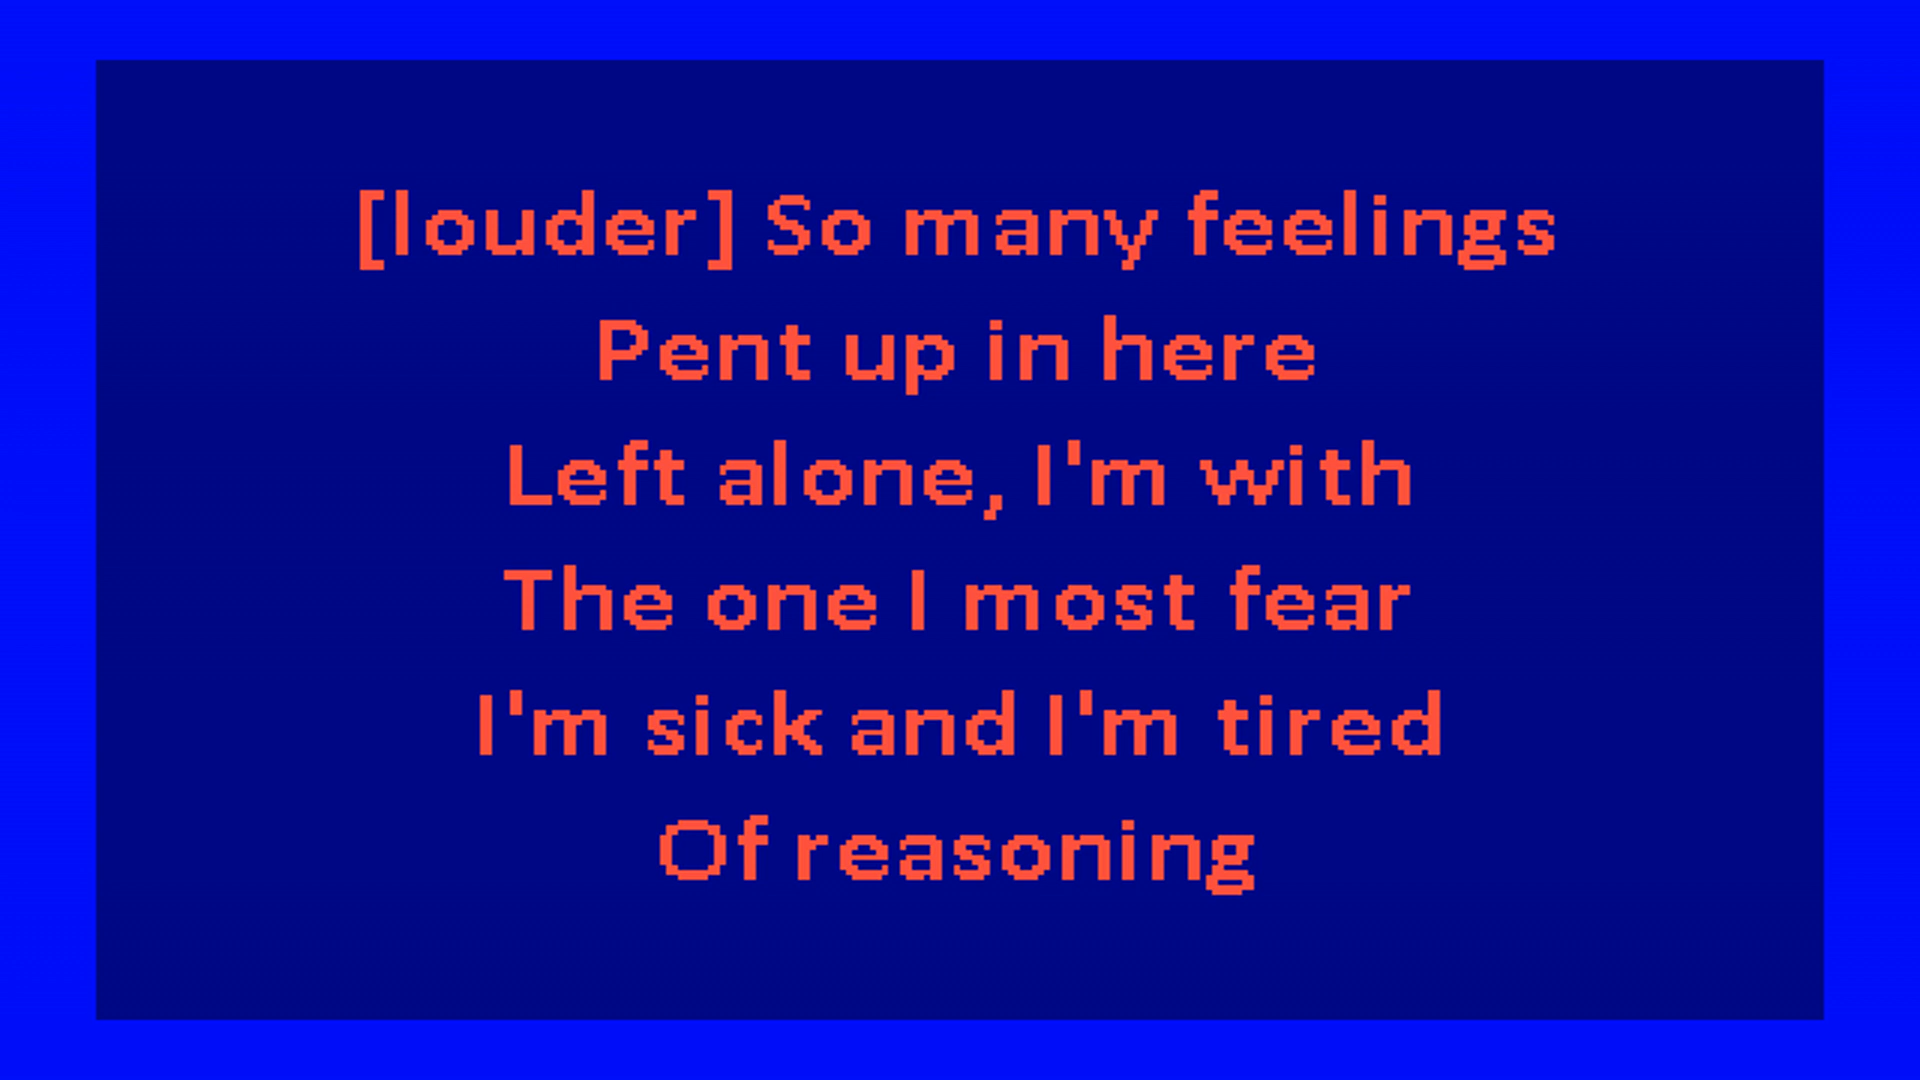 [louder] So many feelings
Pent up in here
Left alone, I'm with
The one I most fear
I'm sick and I'm tired
Of reasoning